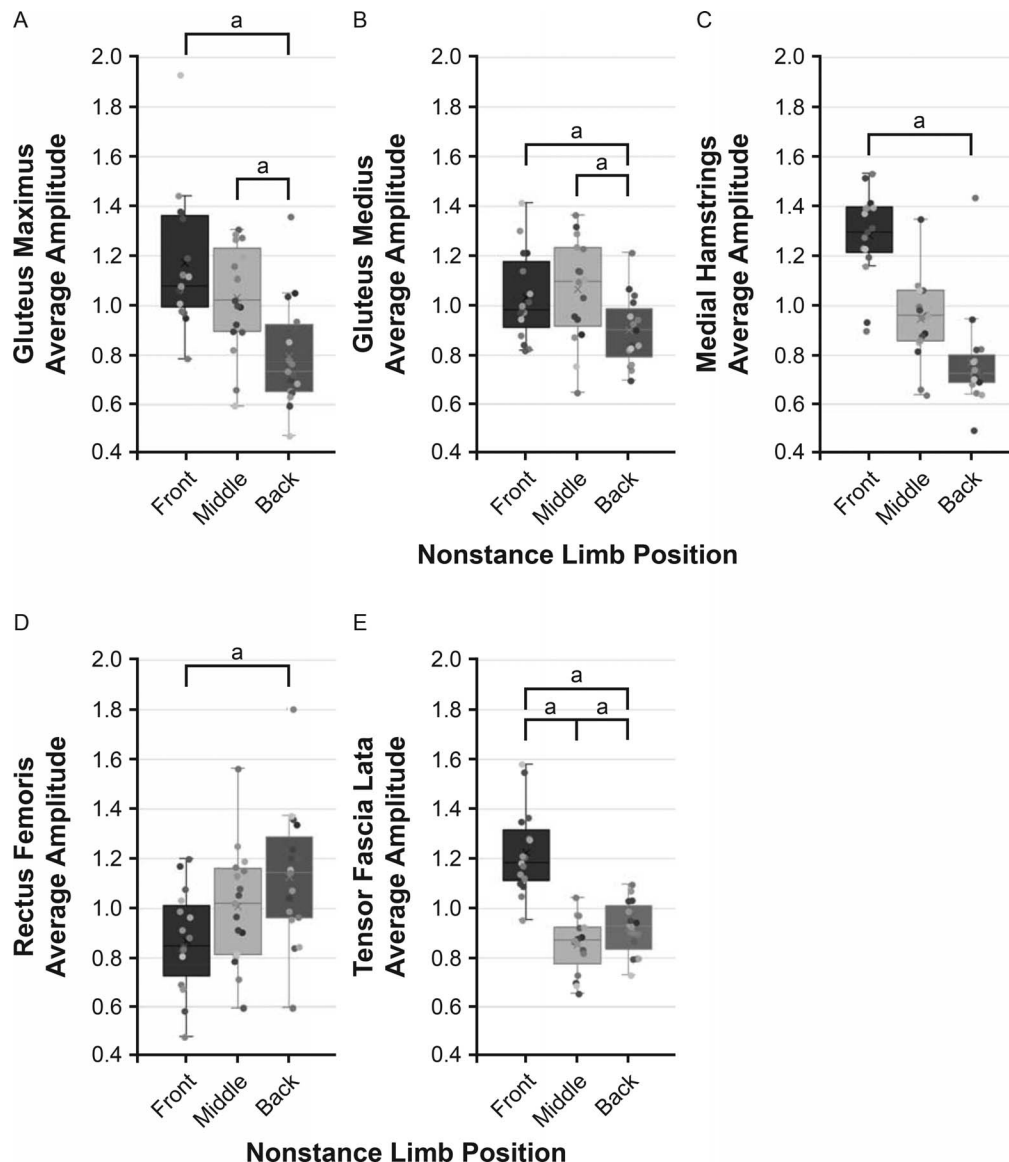 A
a
2.0
1.8
1.6
1.4
1.2
1.0
0.8
0.6
0.4
a
Gluteus Maximus
Average Amplitude
Front
Middle
Back
B
2.0
1.8
1.6
1.4
1.2
1.0
0.8
0.6
0.4
a
a
Gluteus Medius
Average Amplitude
Front
Middle
Back
C
2.0
1.8
1.6
1.4
1.2
1.0
0.8
0.6
0.4
a
Medial Hamstrings
Average Amplitude
Front
Middle
Back
Nonstance Limb Position
D
2.0
1.8
1.6
1.4
1.2
1.0
0.8
0.6
0.4
a
Rectus Femoris
Average Amplitude
Front
Middle
Back
E
2.0
1.8
1.6
1.4
1.2
1.0
0.8
0.6
0.4
a
a
a
Tensor Fascia Lata
Average Amplitude
Front
Middle
Back
Nonstance Limb Position